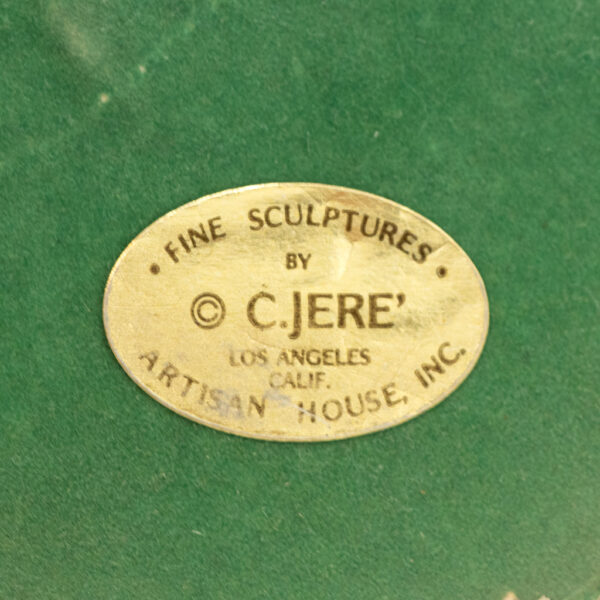 • FINE SCULPTURES •
BY
© C.JERE'
LOS ANGELES
CALIF.
ARTISAN HOUSE, INC.